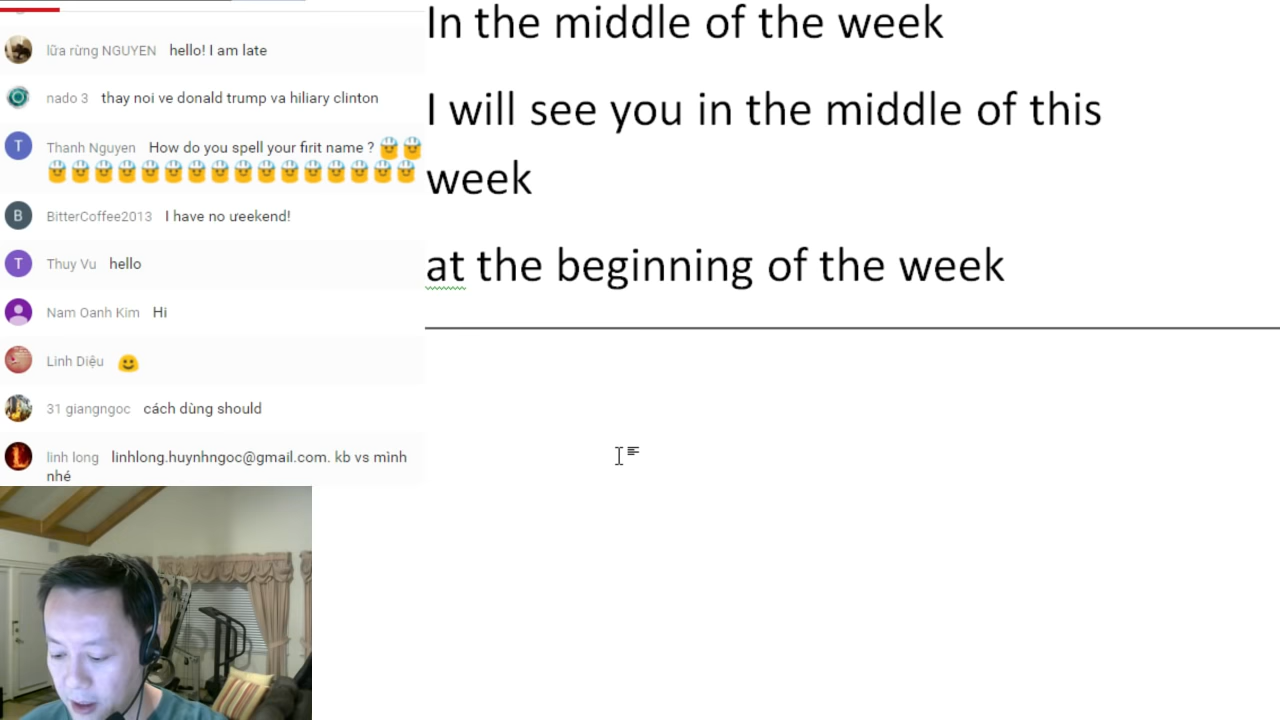 lữa rừng NGUYEN hello! I am late
nado 3 thay noi ve donald trump va hiliary clinton
Thanh Nguyen How do you spell your firit name ?
BitterCoffee2013 I have no ưeekend!
Thuy Vu hello
Nam Oanh Kim Hi
Linh Diệu
31 giangngoc cách dùng should
linh long linhlong.huynhngoc@gmail.com. kb vs mình
nhé
In the middle of the week
I will see you in the middle of this
week
at the beginning of the week